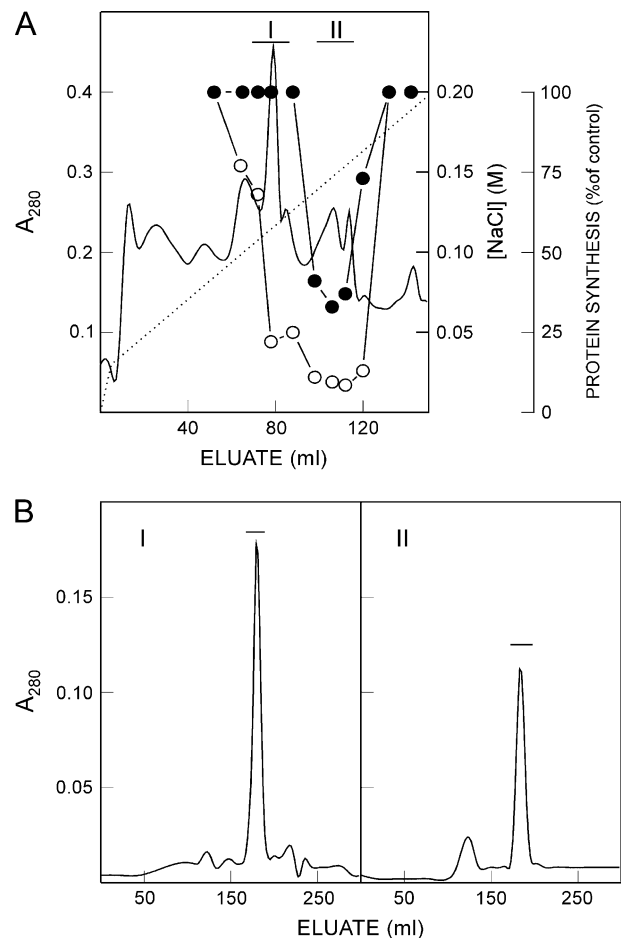 A
I II
0.4 0.20 100
0.3 0.15 75
0.2 0.10 50
0.1 0.05 25
0
A280
[NaCl] (M)
PROTEIN SYNTHESIS (% of control)
40 80 120
ELUATE (ml)
B
I II
0.15
0.10
0.05
A280
50 150 250 50 150 250
ELUATE (ml)